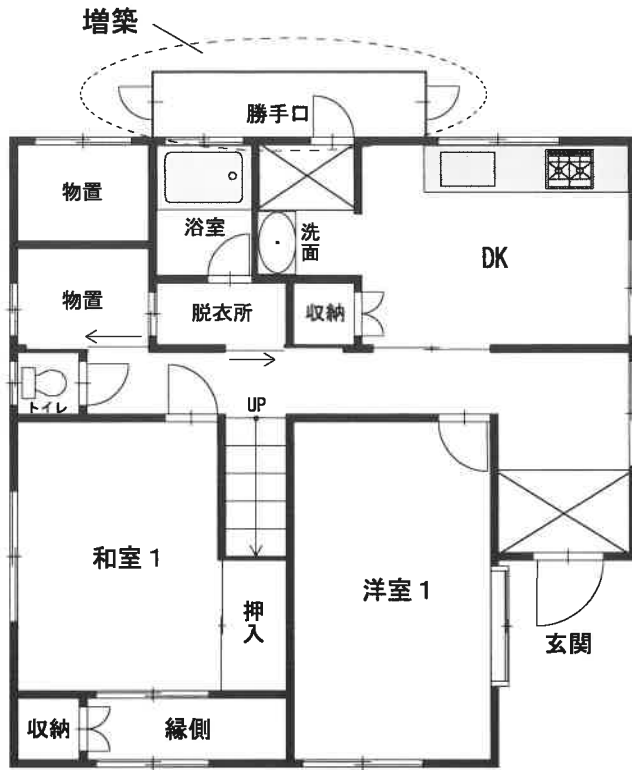 増築
勝手口
物置
浴室
洗面
DK
物置
脱衣所
収納
トイレ
UP
和室1
押入
洋室1
玄関
収納
縁側